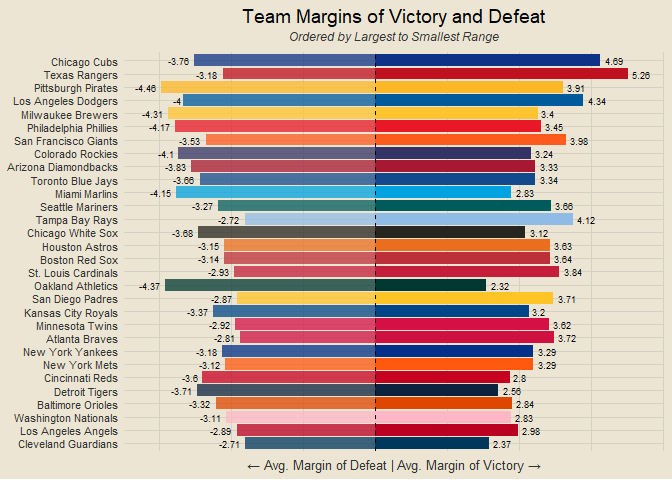 Team Margins of Victory and Defeat
Ordered by Largest to Smallest Range
Chicago Cubs -3.76 4.69
Texas Rangers -3.18 5.26
Pittsburgh Pirates -4.46 3.91
Los Angeles Dodgers -4 4.34
Milwaukee Brewers -4.31 3.4
Philadelphia Phillies -4.17 3.45
San Francisco Giants -3.53 3.98
Colorado Rockies -4.1 3.24
Arizona Diamondbacks -3.83 3.33
Toronto Blue Jays -3.66 3.34
Miami Marlins -4.15 2.83
Seattle Mariners -3.27 3.66
Tampa Bay Rays -2.72 4.12
Chicago White Sox -3.68 3.12
Houston Astros -3.15 3.63
Boston Red Sox -3.14 3.64
St. Louis Cardinals -2.93 3.84
Oakland Athletics -4.37 2.32
San Diego Padres -2.87 3.71
Kansas City Royals -3.37 3.2
Minnesota Twins -2.92 3.62
Atlanta Braves -2.81 3.72
New York Yankees -3.18 3.29
New York Mets -3.12 3.29
Cincinnati Reds -3.6 2.8
Detroit Tigers -3.71 2.56
Baltimore Orioles -3.32 2.84
Washington Nationals -3.11 2.83
Los Angeles Angels -2.89 2.98
Cleveland Guardians -2.71 2.37
← Avg. Margin of Defeat | Avg. Margin of Victory →